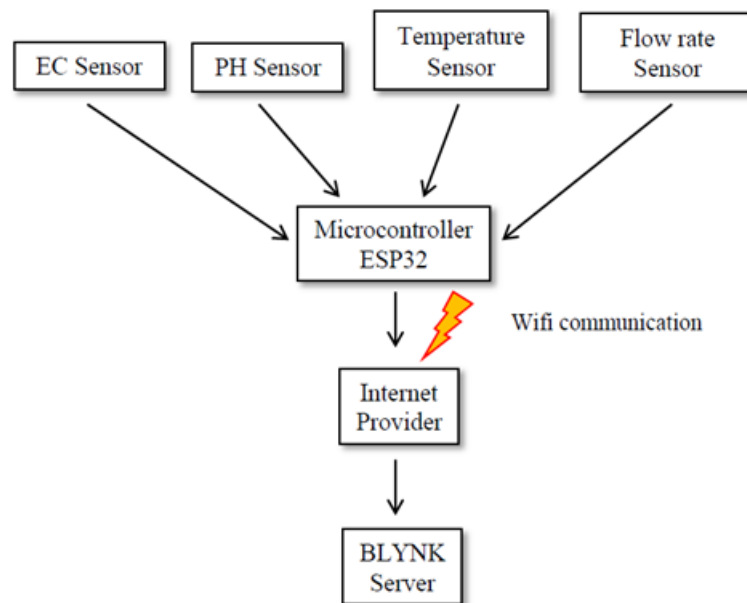 EC Sensor
PH Sensor
Temperature
Sensor
Flow rate
Sensor
Microcontroller
ESP32
Wifi communication
Internet
Provider
BLYNK
Server